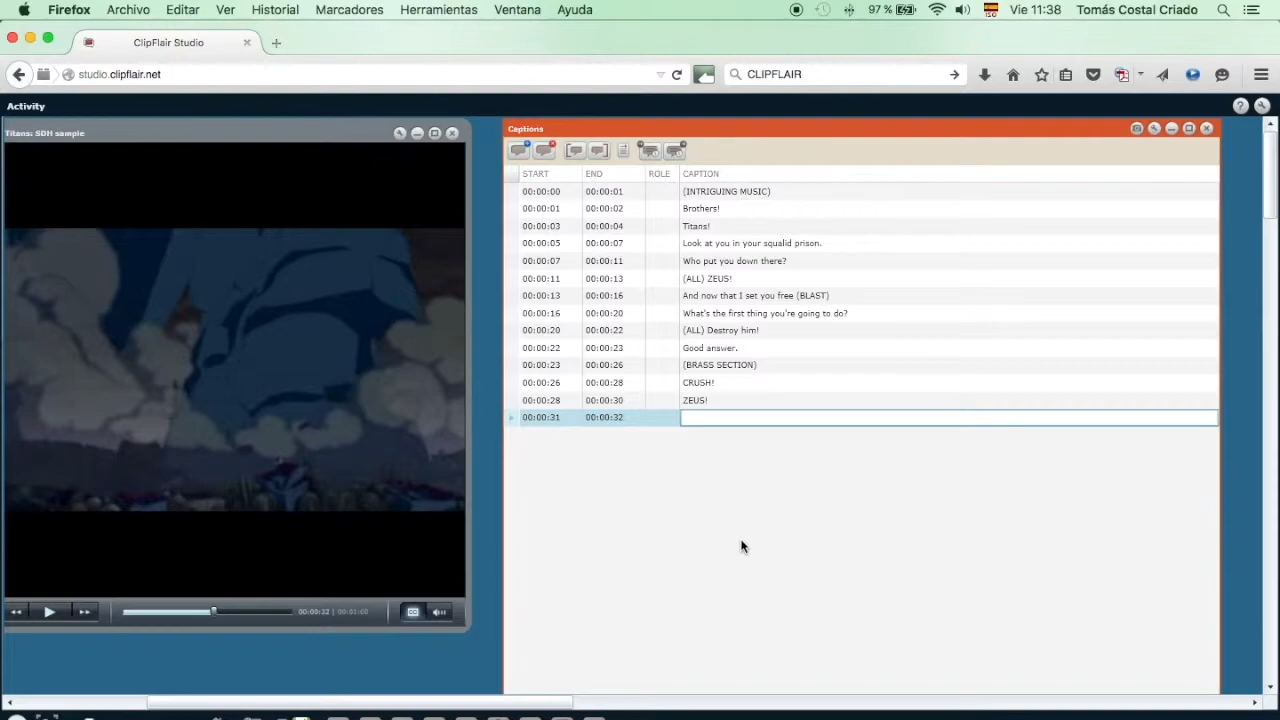 Firefox Archivo Editar Ver Historial Marcadores Herramientas Ventana Ayuda 97 % ISO Vie 11:38 Tomás Costal Criado
ClipFlair Studio
studio.clipflair.net CLIPFLAIR
Activity
Titans: SDH sample
Captions
START END ROLE CAPTION
00:00:00 00:00:01 (INTRIGUING MUSIC)
00:00:01 00:00:02 Brothers!
00:00:03 00:00:04 Titans!
00:00:05 00:00:07 Look at you in your squalid prison.
00:00:07 00:00:11 Who put you down there?
00:00:11 00:00:13 (ALL) ZEUS!
00:00:13 00:00:16 And now that I set you free (BLAST)
00:00:16 00:00:20 What's the first thing you're going to do?
00:00:20 00:00:22 (ALL) Destroy him!
00:00:22 00:00:23 Good answer.
00:00:23 00:00:26 (BRASS SECTION)
00:00:26 00:00:28 CRUSH!
00:00:28 00:00:30 ZEUS!
00:00:31 00:00:32
00:00:32 | 00:01:00 CC